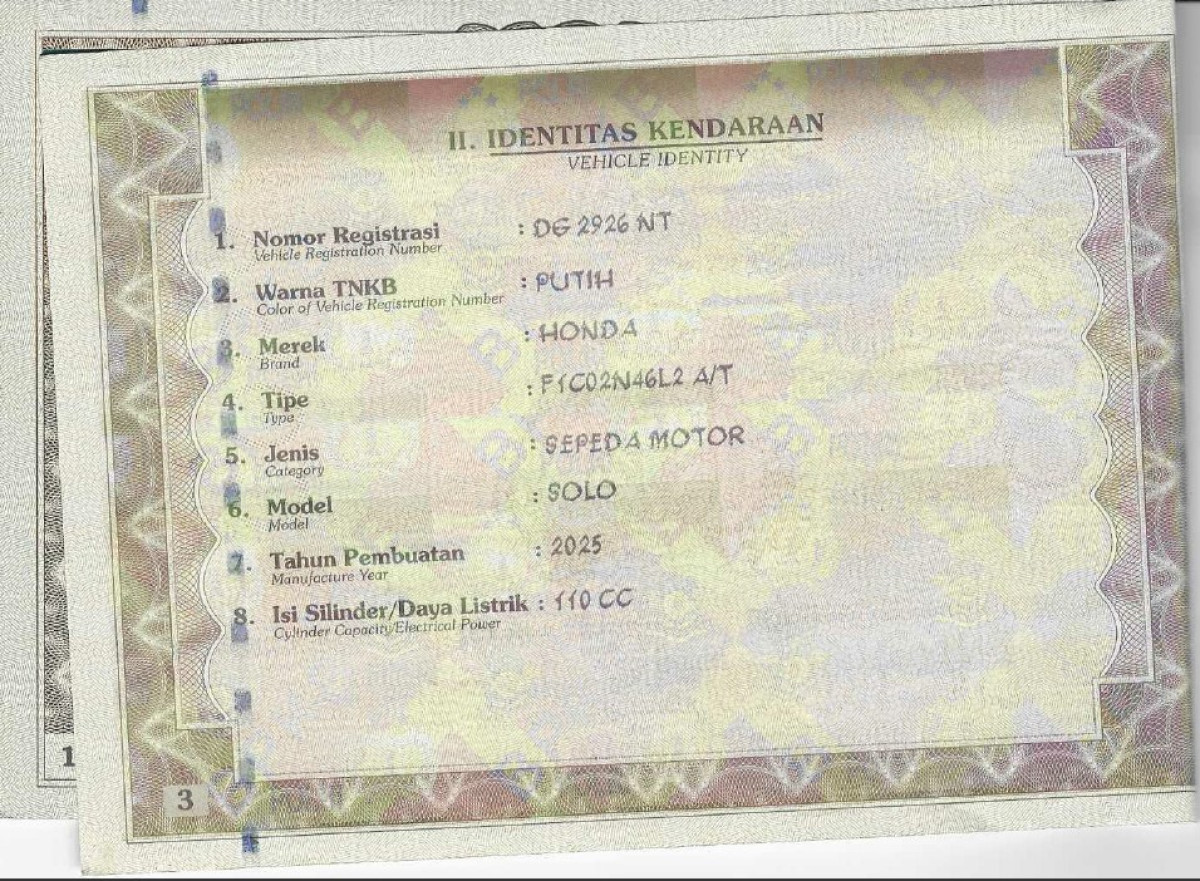 II. IDENTITAS KENDARAAN
VEHICLE IDENTITY
1. Nomor Registrasi : DG 2926 NT
Vehicle Registration Number
2. Warna TNKB : PUTIH
Color of Vehicle Registration Number
3. Merek : HONDA
Brand
4. Tipe : F1C02N46L2 A/T
Type
5. Jenis : SEPEDA MOTOR
Category
6. Model : SOLO
Model
7. Tahun Pembuatan : 2025
Manufacture Year
8. Isi Silinder/Daya Listrik : 110 CC
Cylinder Capacity/Electrical Power
1
3